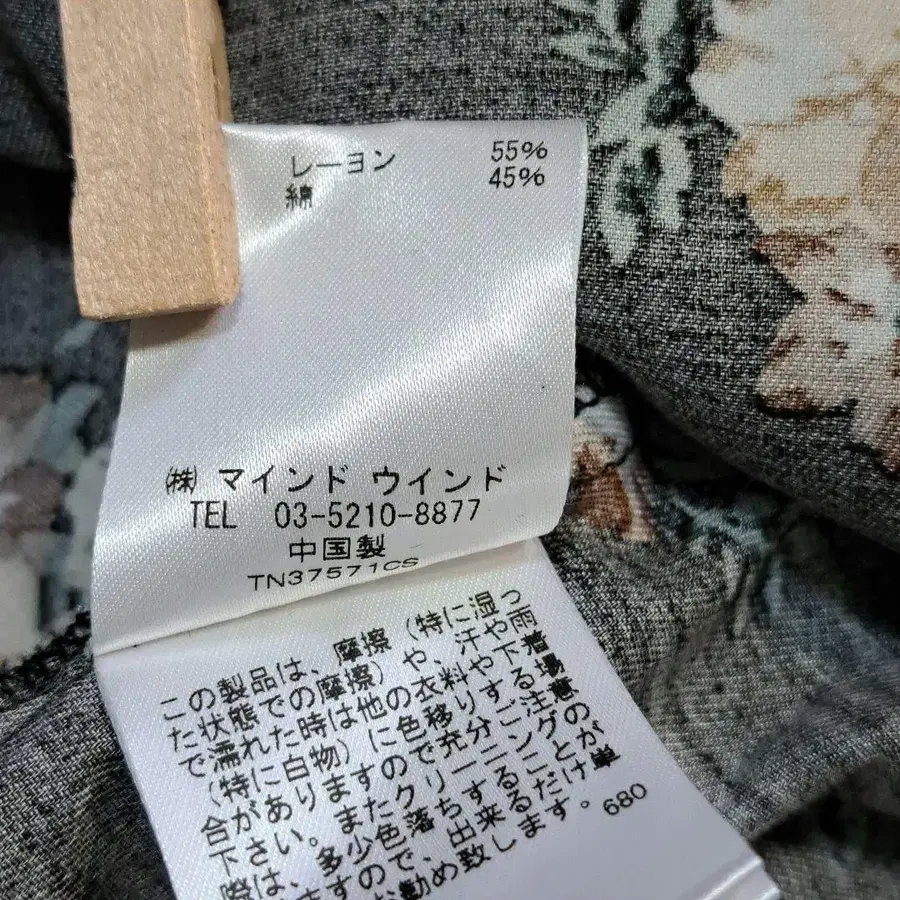 レーヨン 55%
綿 45%
㈱ マインド ウインド
TEL 03-5210-8877
中国製
TN37571CS
この製品は、摩擦（特に湿っ
た状態での摩擦）や、汗や雨
で濡れた時は他の衣料や下着
（特に白物）に色移りする場
合がありますので充分ご注意
下さい。またクリーニングの
際は、多少色落ちすることが
ありますので、出来るだけ単
お勧め致します。
680